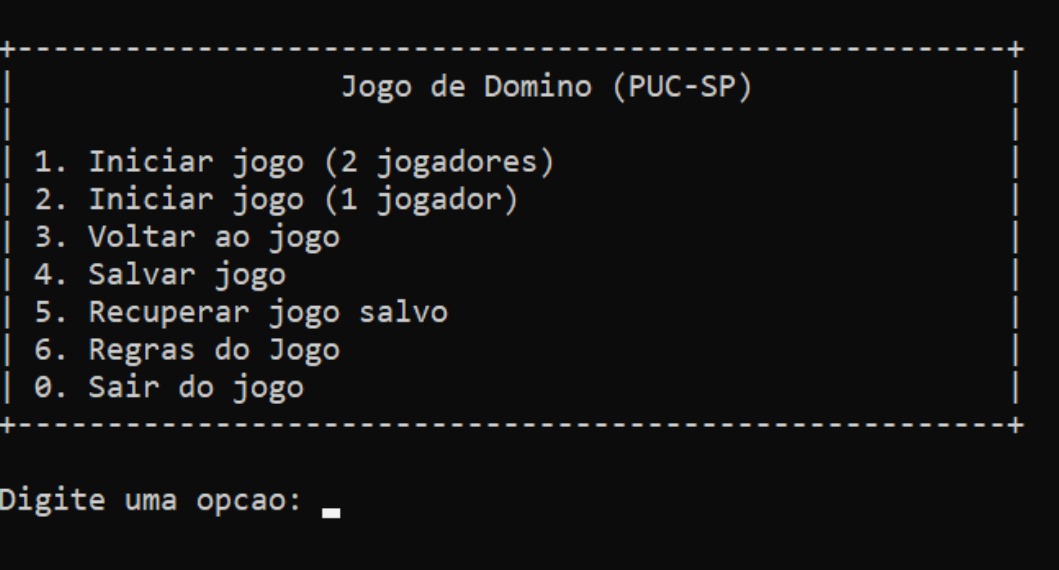 Jogo de Domino (PUC-SP)
1. Iniciar jogo (2 jogadores)
2. Iniciar jogo (1 jogador)
3. Voltar ao jogo
4. Salvar jogo
5. Recuperar jogo salvo
6. Regras do Jogo
0. Sair do jogo
Digite uma opcao: